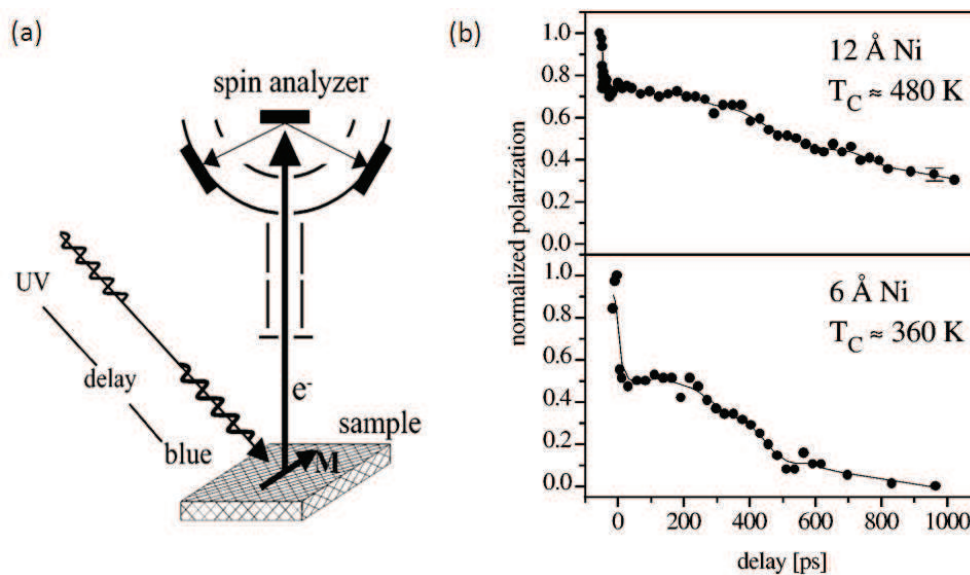 (a)
spin analyzer
UV
delay
blue
e⁻
sample
M
(b)
normalized polarization
1.0
0.8
0.6
0.4
0.2
0.0
12 Å Ni
T_C ≈ 480 K
1.0
0.8
0.6
0.4
0.2
0.0
6 Å Ni
T_C ≈ 360 K
0 200 400 600 800 1000
delay [ps]